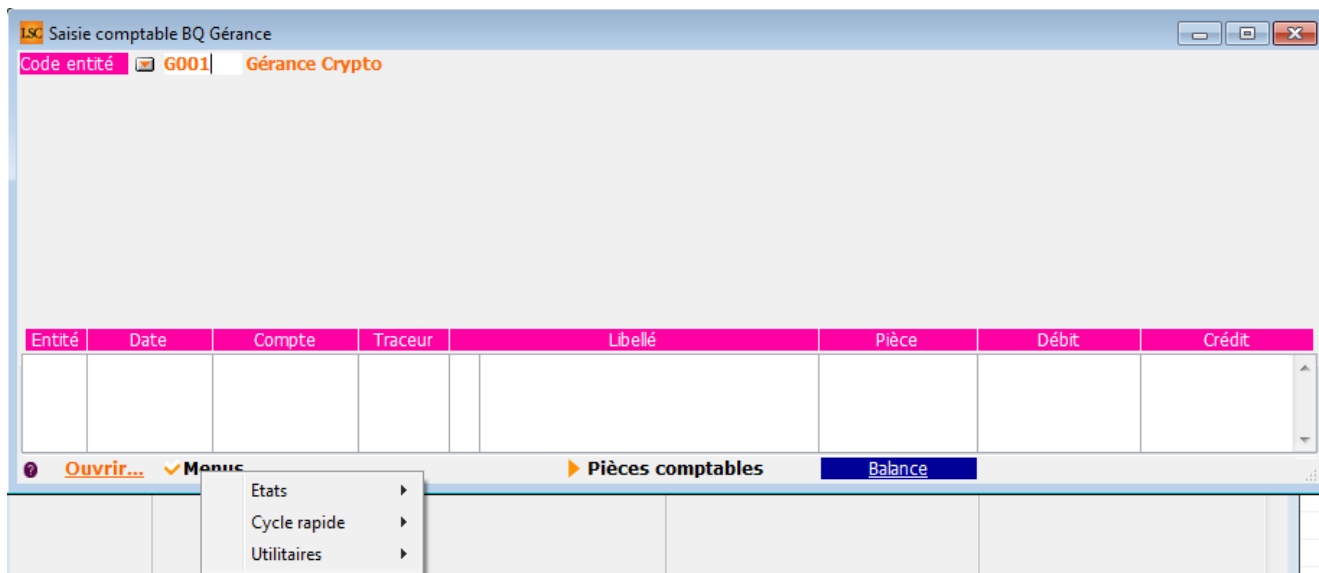 LSC Saisie comptable BQ Gérance
Code entité G001 Gérance Crypto
Entité Date Compte Traceur Libellé Pièce Débit Crédit
? Ouvrir... Menus Pièces comptables Balance
Etats
Cycle rapide
Utilitaires